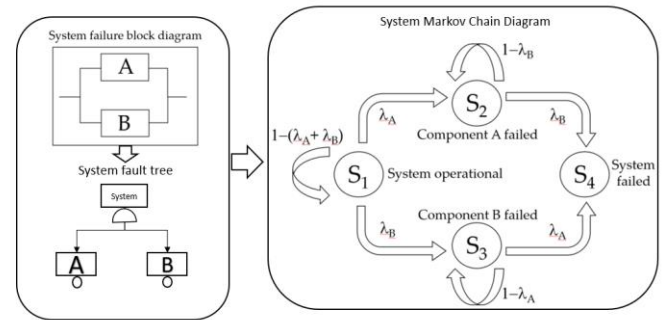 System failure block diagram
A
B
System fault tree
System
A
B
System Markov Chain Diagram
1−λB
S2
λA
λB
Component A failed
1−(λA+ λB)
S1
System operational
S4
System
failed
Component B failed
λB
S3
λA
1−λA